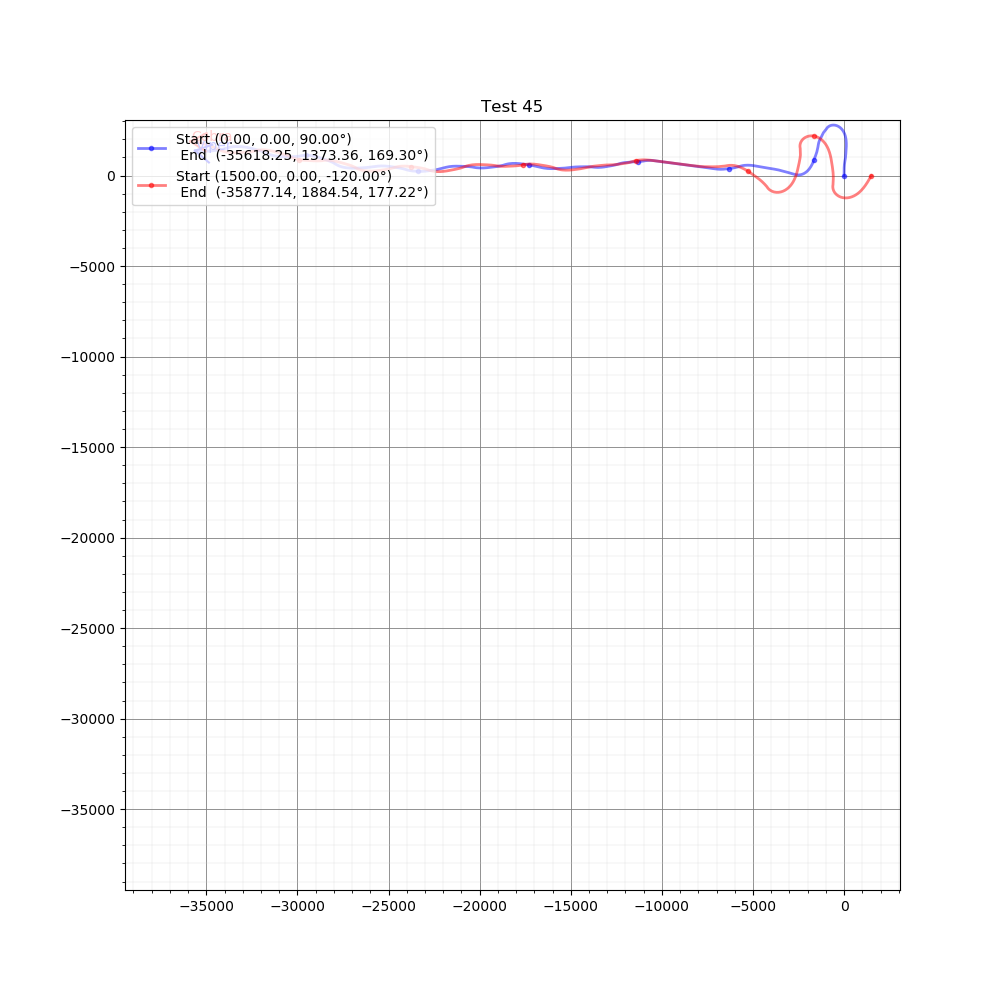 Test 45
Start (0.00, 0.00, 90.00°)
End (-35618.25, 1373.36, 169.30°)
Start (1500.00, 0.00, -120.00°)
End (-35877.14, 1884.54, 177.22°)
0
−5000
−10000
−15000
−20000
−25000
−30000
−35000
−35000 −30000 −25000 −20000 −15000 −10000 −5000 0